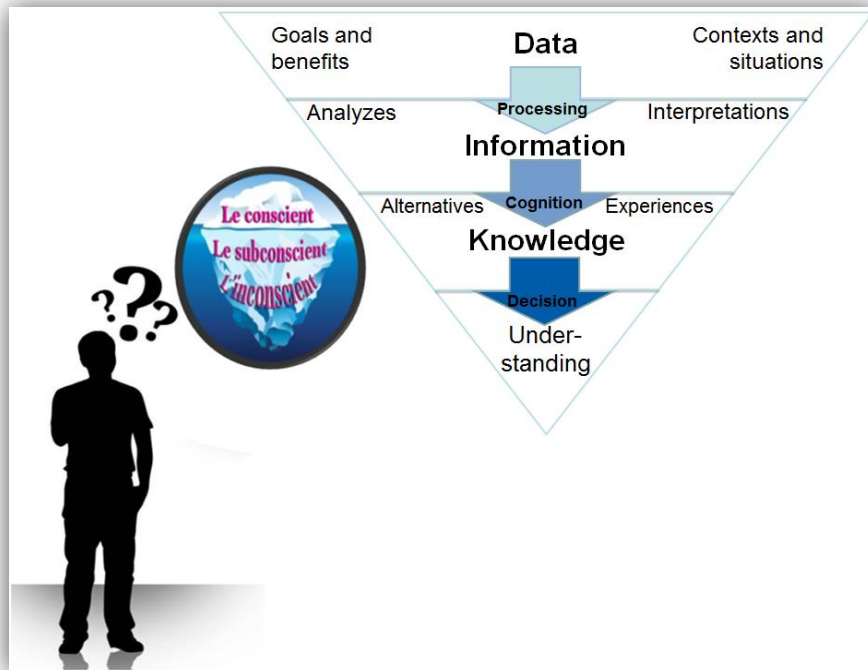 Goals and
benefits
Data
Contexts and
situations
Analyzes
Processing
Interpretations
Information
Alternatives
Cognition
Experiences
Knowledge
Decision
Under-
standing
Le conscient
Le subconscient
L'inconscient
???